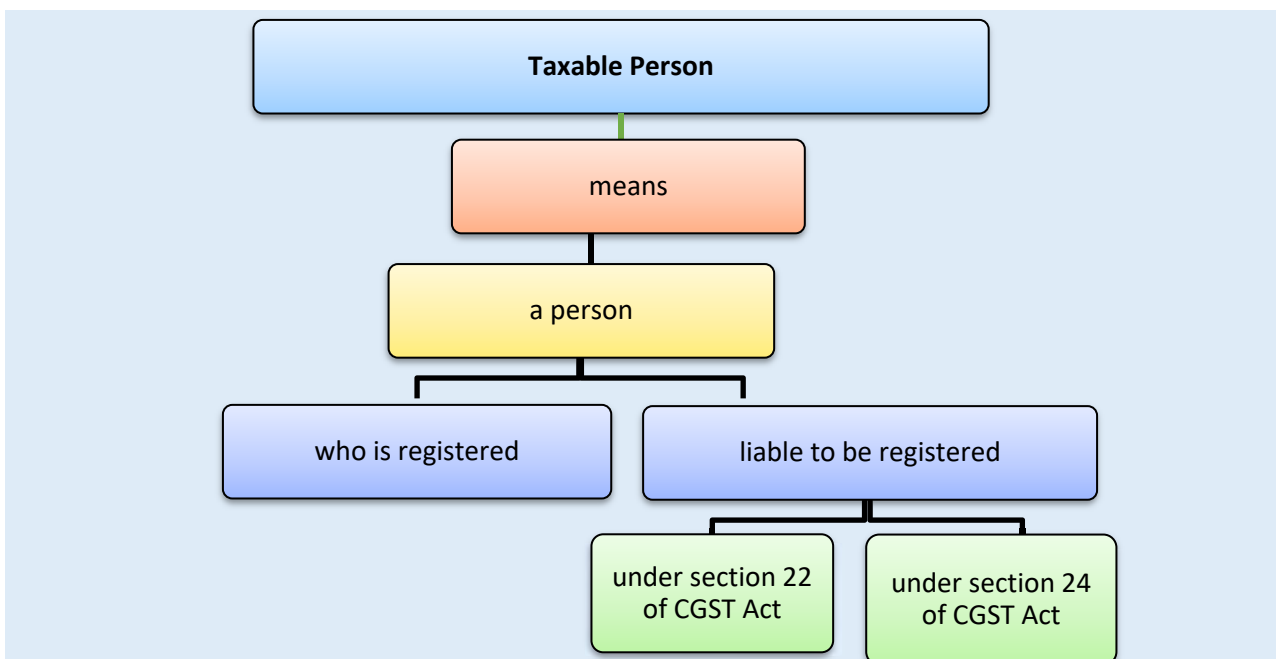 Taxable Person
means
a person
who is registered
liable to be registered
under section 22
of CGST Act
under section 24
of CGST Act